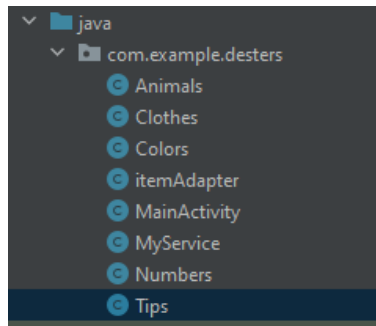 java
com.example.desters
Animals
Clothes
Colors
itemAdapter
MainActivity
MyService
Numbers
Tips